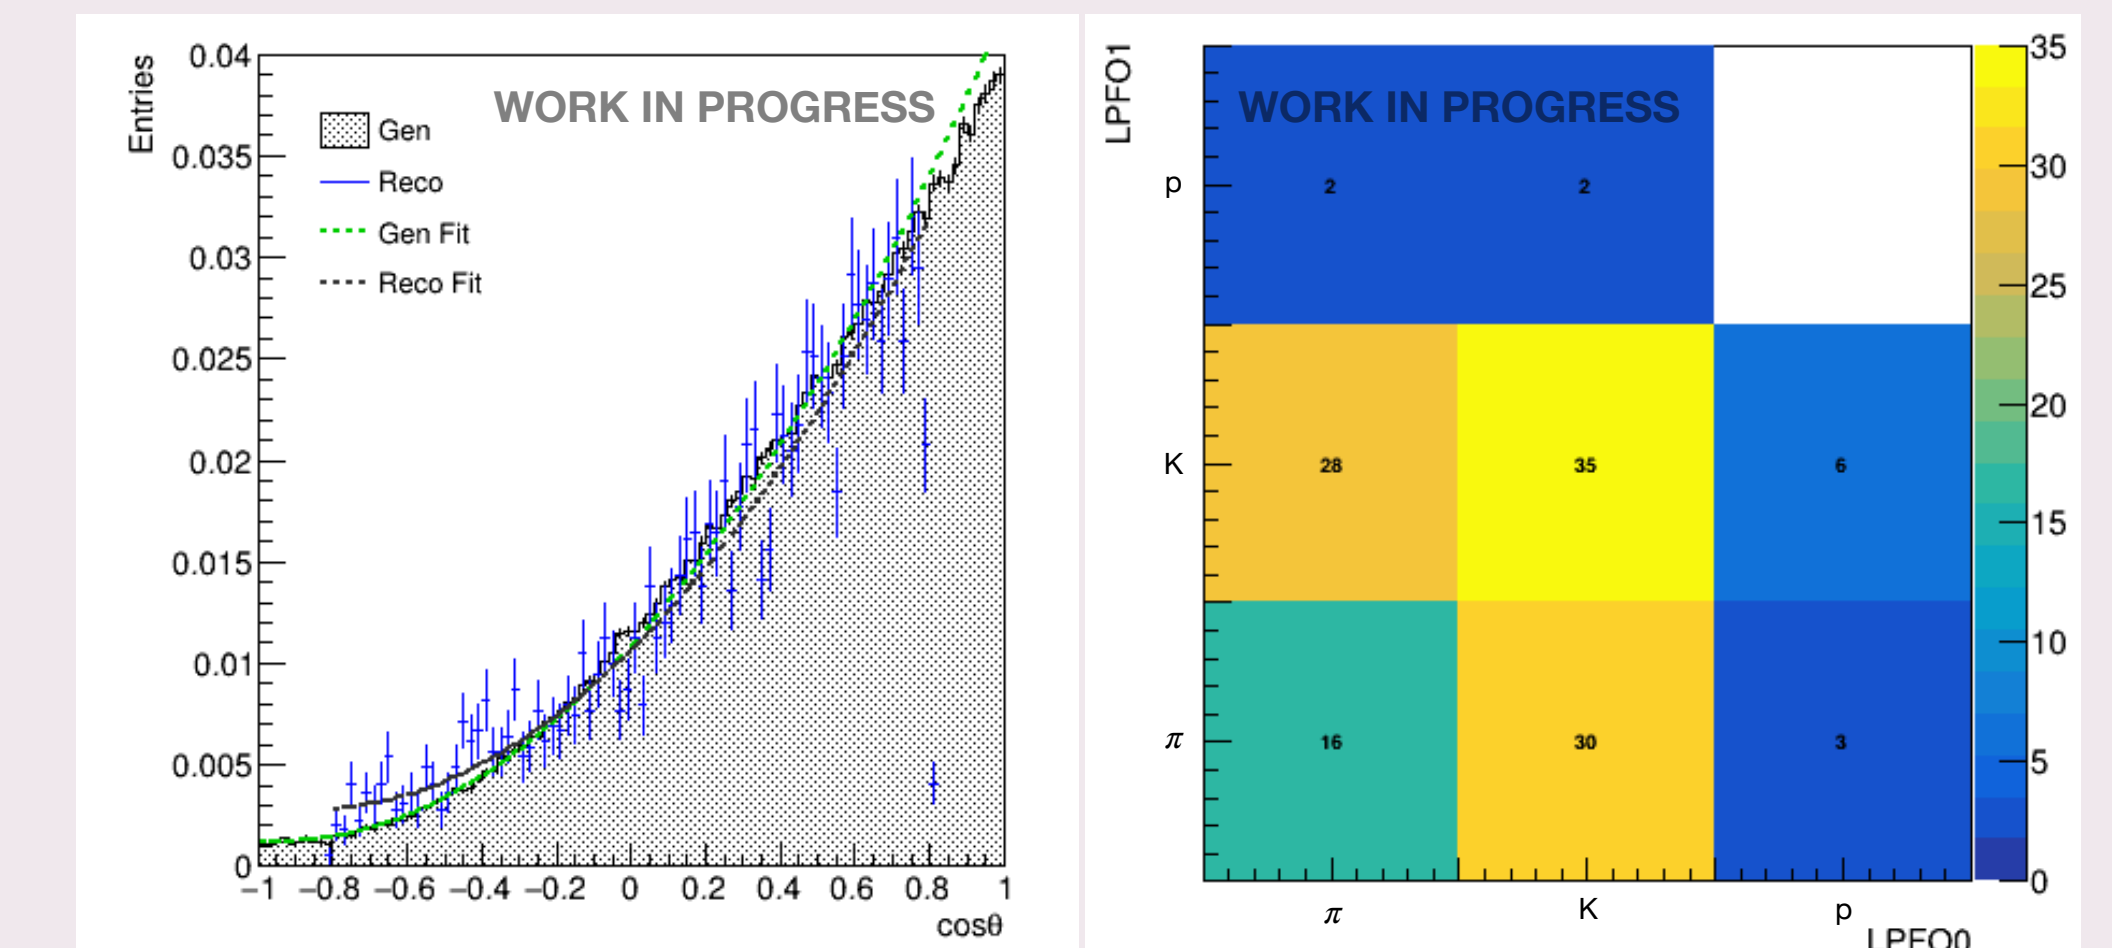 Entries
0.04
0.035
0.03
0.025
0.02
0.015
0.01
0.005
0
WORK IN PROGRESS
Gen
Reco
Gen Fit
Reco Fit
−1 −0.8 −0.6 −0.4 −0.2 0 0.2 0.4 0.6 0.8 1
cosθ
LPFO1
WORK IN PROGRESS
p 2 2
K 28 35 6
π 16 30 3
π K p
LPFO0
35
30
25
20
15
10
5
0